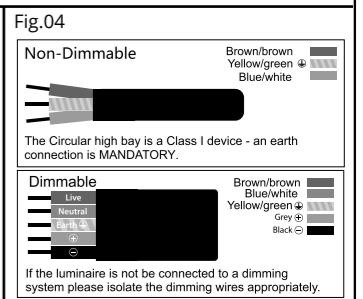 Fig.04
Non-Dimmable
Brown/brown
Yellow/green ⏚
Blue/white
The Circular high bay is a Class I device - an earth
connection is MANDATORY.
Dimmable
Brown/brown
Blue/white
Yellow/green ⏚
Grey ⊕
Black ⊖
Live
Neutral
Earth ⏚
⊕
⊖
If the luminaire is not be connected to a dimming
system please isolate the dimming wires appropriately.